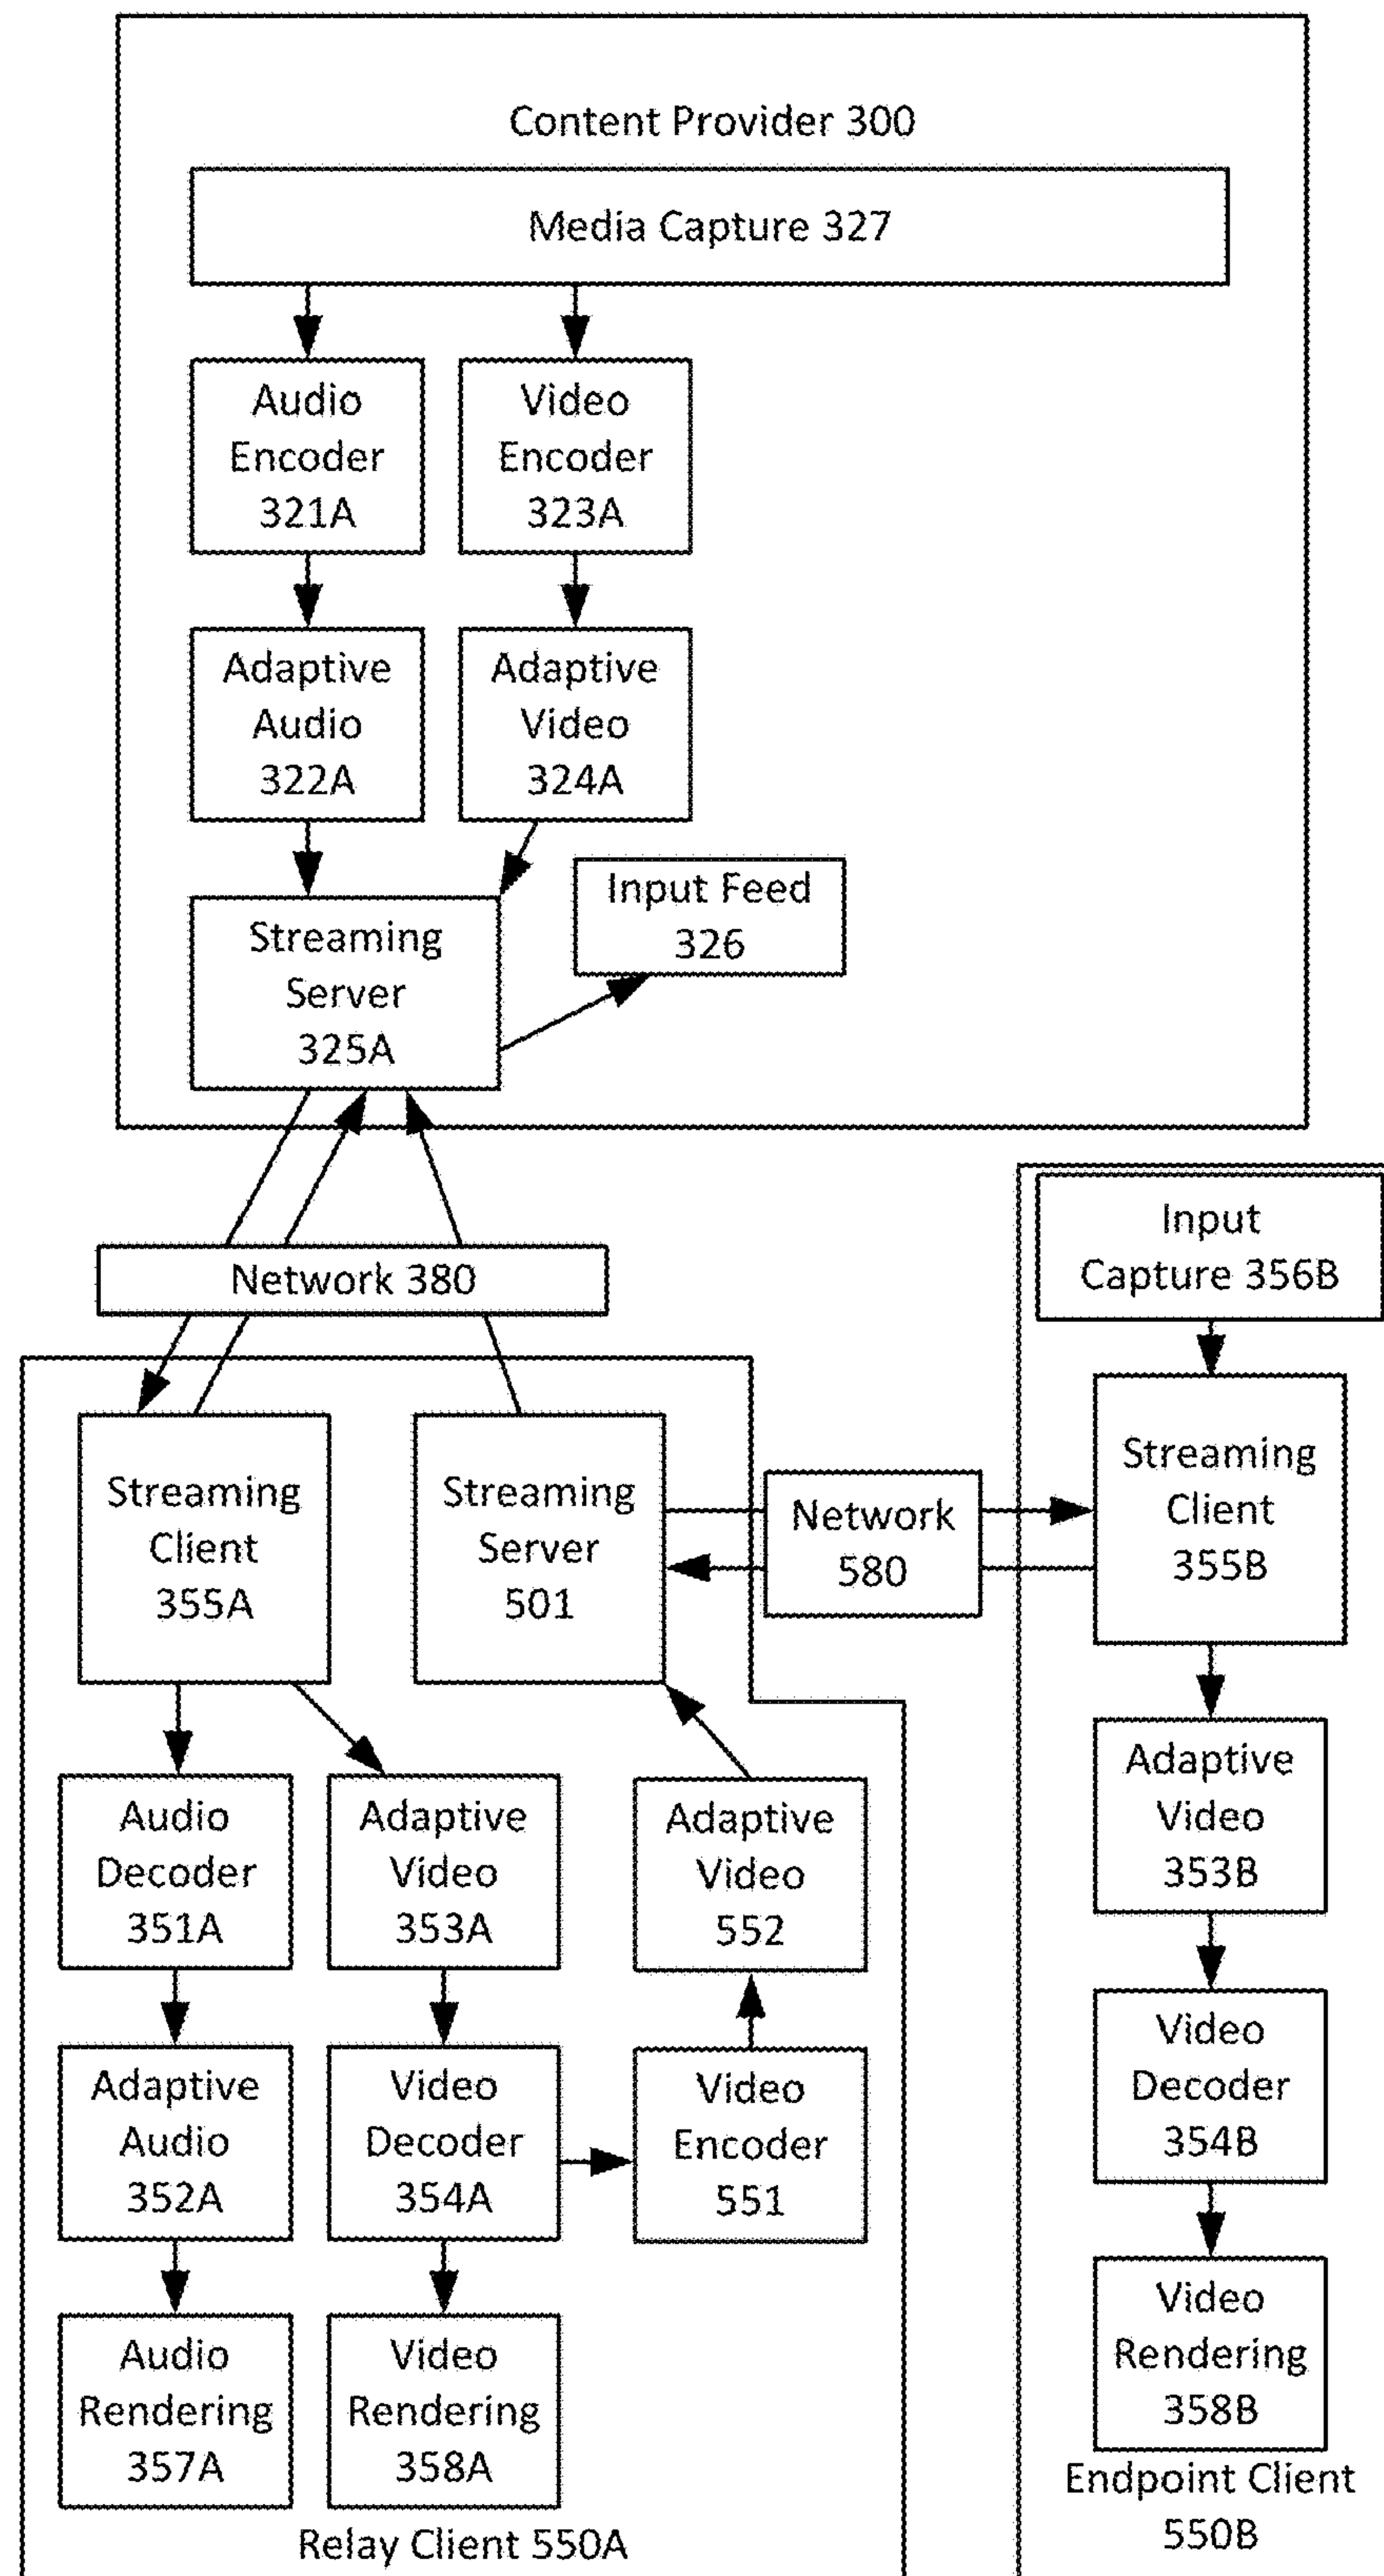 Content Provider 300
Media Capture 327
Audio
Encoder
321A
Video
Encoder
323A
Adaptive
Audio
322A
Adaptive
Video
324A
Input Feed
326
Streaming
Server
325A
Network 380
Input
Capture 356B
Streaming
Client
355A
Streaming
Server
501
Network
580
Streaming
Client
355B
Audio
Decoder
351A
Adaptive
Video
353A
Adaptive
Video
552
Adaptive
Video
353B
Adaptive
Audio
352A
Video
Decoder
354A
Video
Encoder
551
Video
Decoder
354B
Audio
Rendering
357A
Video
Rendering
358A
Video
Rendering
358B
Relay Client 550A
Endpoint Client
550B